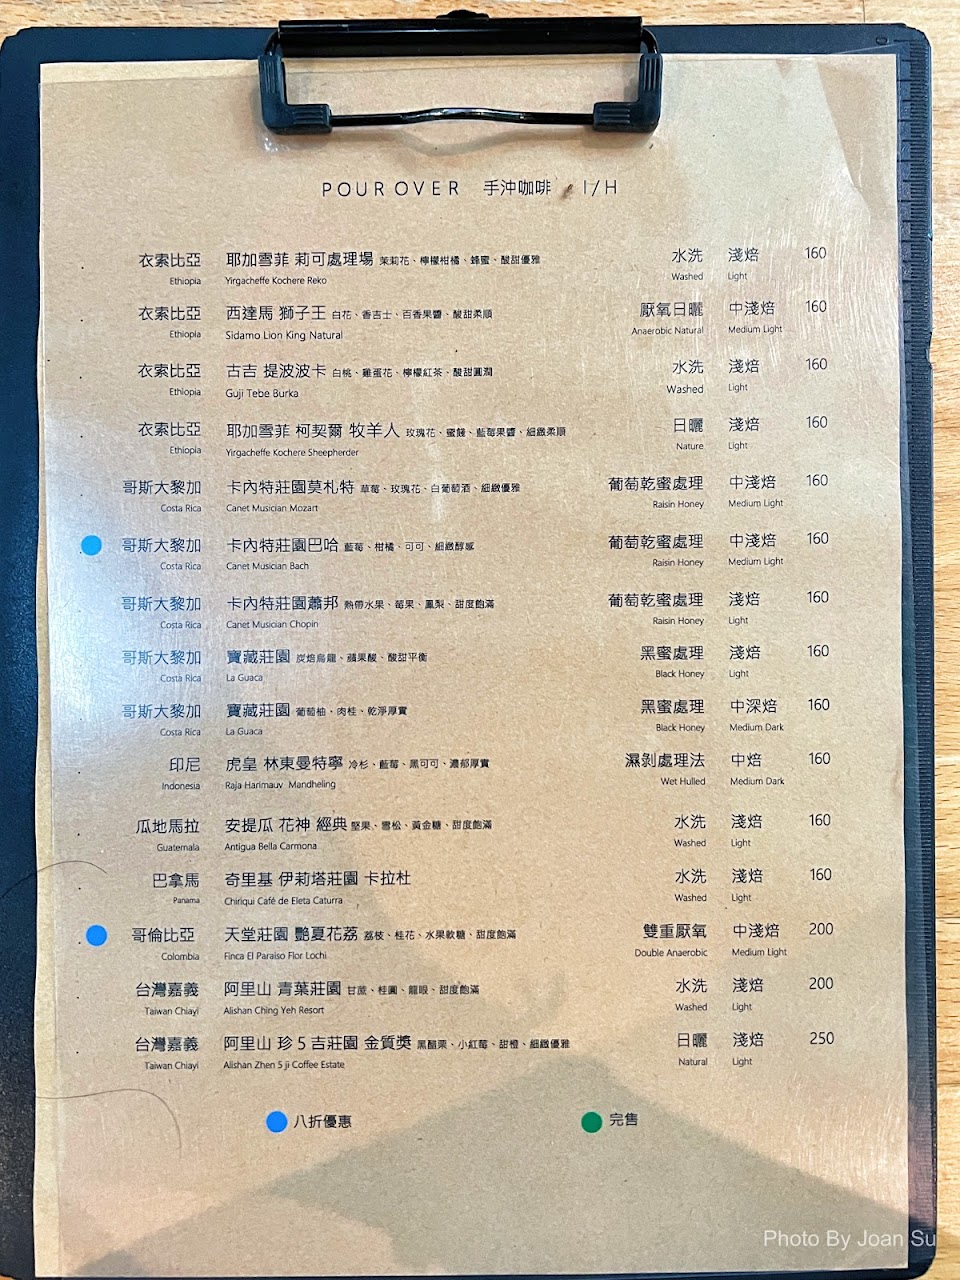 POUR OVER 手沖咖啡 I/H
衣索比亞 耶加雪菲 莉可處理場 茉莉花、檸檬柑橘、蜂蜜、酸甜優雅 水洗 淺焙 160
Ethiopia Yirgacheffe Kochere Reko Washed Light
衣索比亞 西達馬 獅子王 白花、香吉士、百香果醬、酸甜柔順 厭氧日曬 中淺焙 160
Ethiopia Sidamo Lion King Natural Anaerobic Natural Medium Light
衣索比亞 古吉 提波波卡 白桃、雞蛋花、檸檬紅茶、酸甜圓潤 水洗 淺焙 160
Ethiopia Guji Tebe Burka Washed Light
衣索比亞 耶加雪菲 柯契爾 牧羊人 玫瑰花、蜜餞、藍莓果醬、細緻柔順 日曬 淺焙 160
Ethiopia Yirgacheffe Kochere Sheepherder Nature Light
哥斯大黎加 卡內特莊園莫札特 草莓、玫瑰花、白葡萄酒、細緻優雅 葡萄乾蜜處理 中淺焙 160
Costa Rica Canet Musician Mozart Raisin Honey Medium Light
哥斯大黎加 卡內特莊園巴哈 藍莓、柑橘、可可、細緻醇感 葡萄乾蜜處理 中淺焙 160
Costa Rica Canet Musician Bach Raisin Honey Medium Light
哥斯大黎加 卡內特莊園蕭邦 熱帶水果、莓果、鳳梨、甜度飽滿 葡萄乾蜜處理 淺焙 160
Costa Rica Canet Musician Chopin Raisin Honey Light
哥斯大黎加 寶藏莊園 炭焙烏龍、蘋果酸、酸甜平衡 黑蜜處理 淺焙 160
Costa Rica La Guaca Black Honey Light
哥斯大黎加 寶藏莊園 葡萄柚、肉桂、乾淨厚實 黑蜜處理 中深焙 160
Costa Rica La Guaca Black Honey Medium Dark
印尼 虎皇 林東曼特寧 冷杉、藍莓、黑可可、濃郁厚實 濕剝處理法 中焙 160
Indonesia Raja Harimauy Mandheling Wet Hulled Medium Dark
瓜地馬拉 安提瓜 花神 經典 堅果、雪松、黃金糖、甜度飽滿 水洗 淺焙 160
Guatemala Antigua Bella Carmona Washed Light
巴拿馬 奇里基 伊莉塔莊園 卡拉杜 水洗 淺焙 160
Panama Chiriqui Café de Eleta Caturra Washed Light
哥倫比亞 天堂莊園 艷夏花荔 荔枝、桂花、水果軟糖、甜度飽滿 雙重厭氧 中淺焙 200
Colombia Finca El Paraiso Flor Lochi Double Anaerobic Medium Light
台灣嘉義 阿里山 青葉莊園 甘蔗、桂圓、龍眼、甜度飽滿 水洗 淺焙 200
Taiwan Chiayi Alishan Ching Yeh Resort Washed Light
台灣嘉義 阿里山 珍5吉莊園 金質獎 黑醋栗、小紅莓、甜橙、細緻優雅 日曬 淺焙 250
Taiwan Chiayi Alishan Zhen 5 ji Coffee Estate Natural Light
八折優惠 完售
Photo By Joan Su